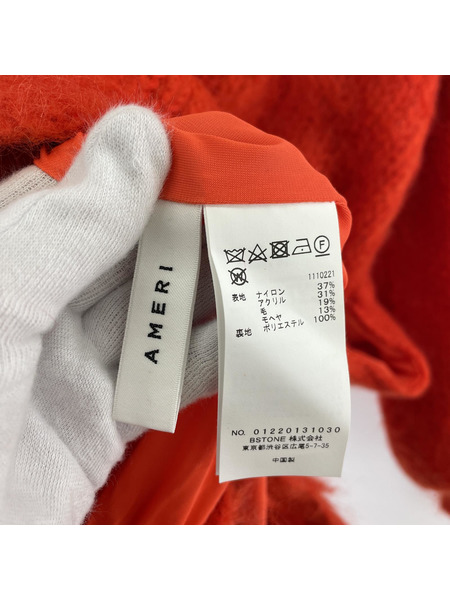 AMERI
F
1110221
表地 ナイロン 37%
アクリル 31%
毛 19%
モヘヤ 13%
裏地 ポリエステル 100%
NO. 01220131030
BSTONE 株式会社
東京都渋谷区広尾5-7-35
中国製